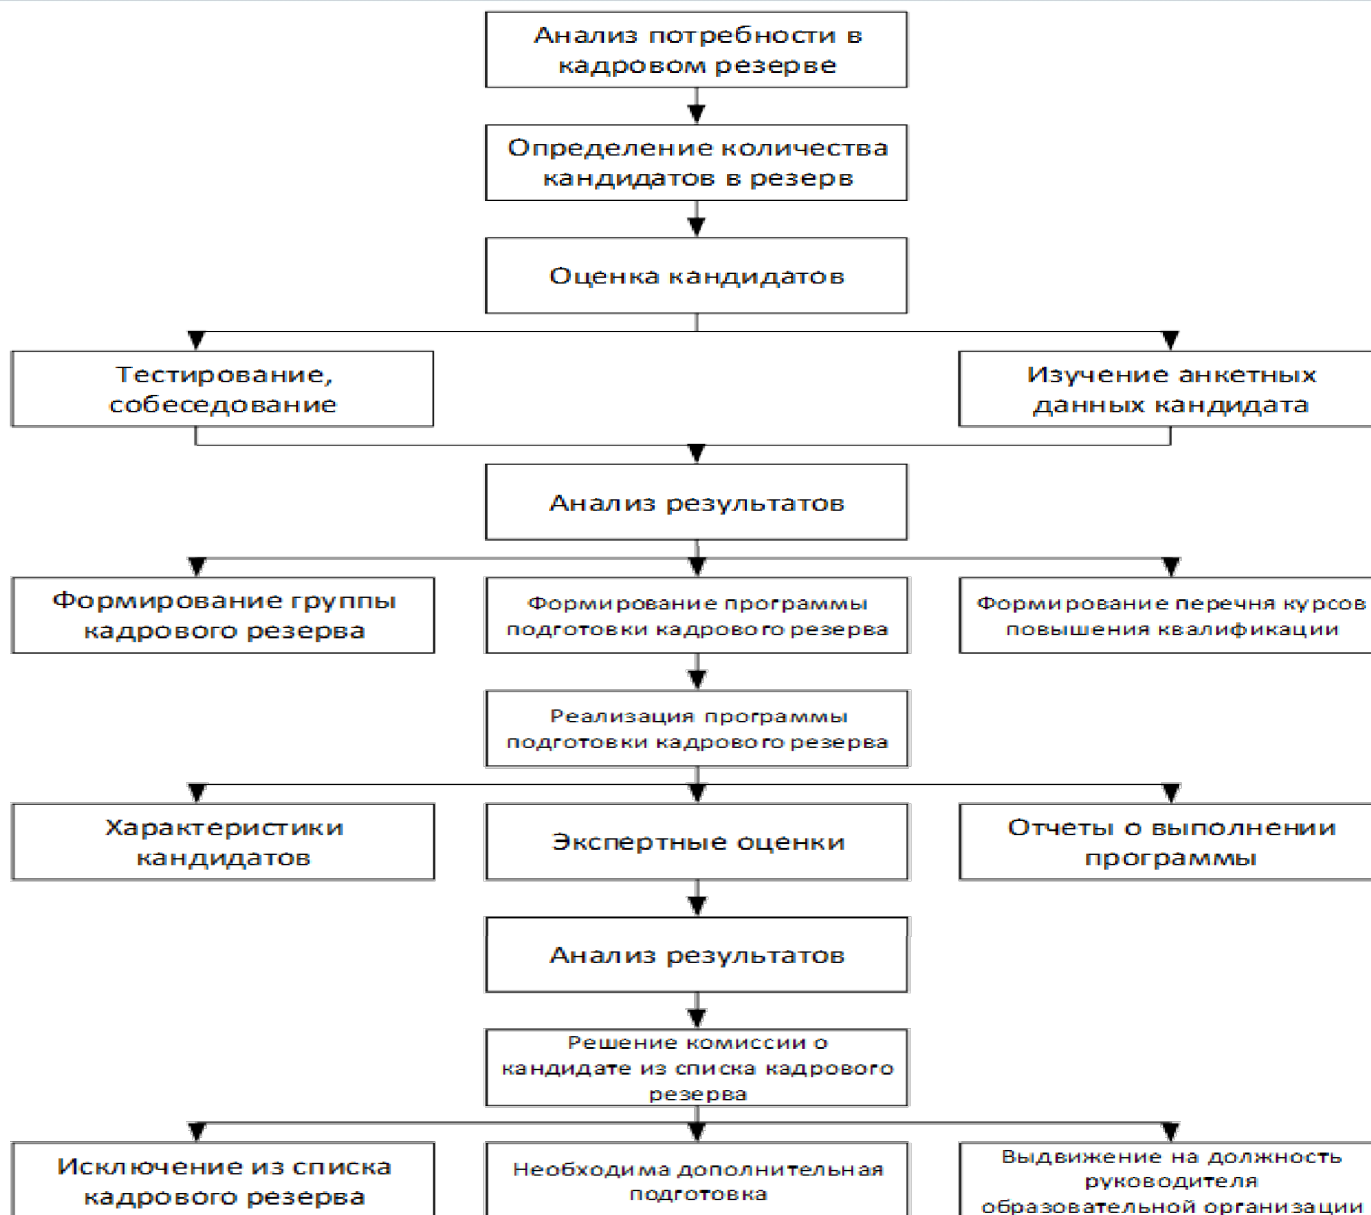 Анализ потребности в
кадровом резерве
Определение количества
кандидатов в резерв
Оценка кандидатов
Тестирование,
собеседование
Изучение анкетных
данных кандидата
Анализ результатов
Формирование группы
кадрового резерва
Формирование программы
подготовки кадрового резерва
Формирование перечня курсов
повышения квалификации
Реализация программы
подготовки кадрового резерва
Характеристики
кандидатов
Экспертные оценки
Отчеты о выполнении
программы
Анализ результатов
Решение комиссии о
кандидате из списка кадрового
резерва
Исключение из списка
кадрового резерва
Необходима дополнительная
подготовка
Выдвижение на должность
руководителя
образовательной организации